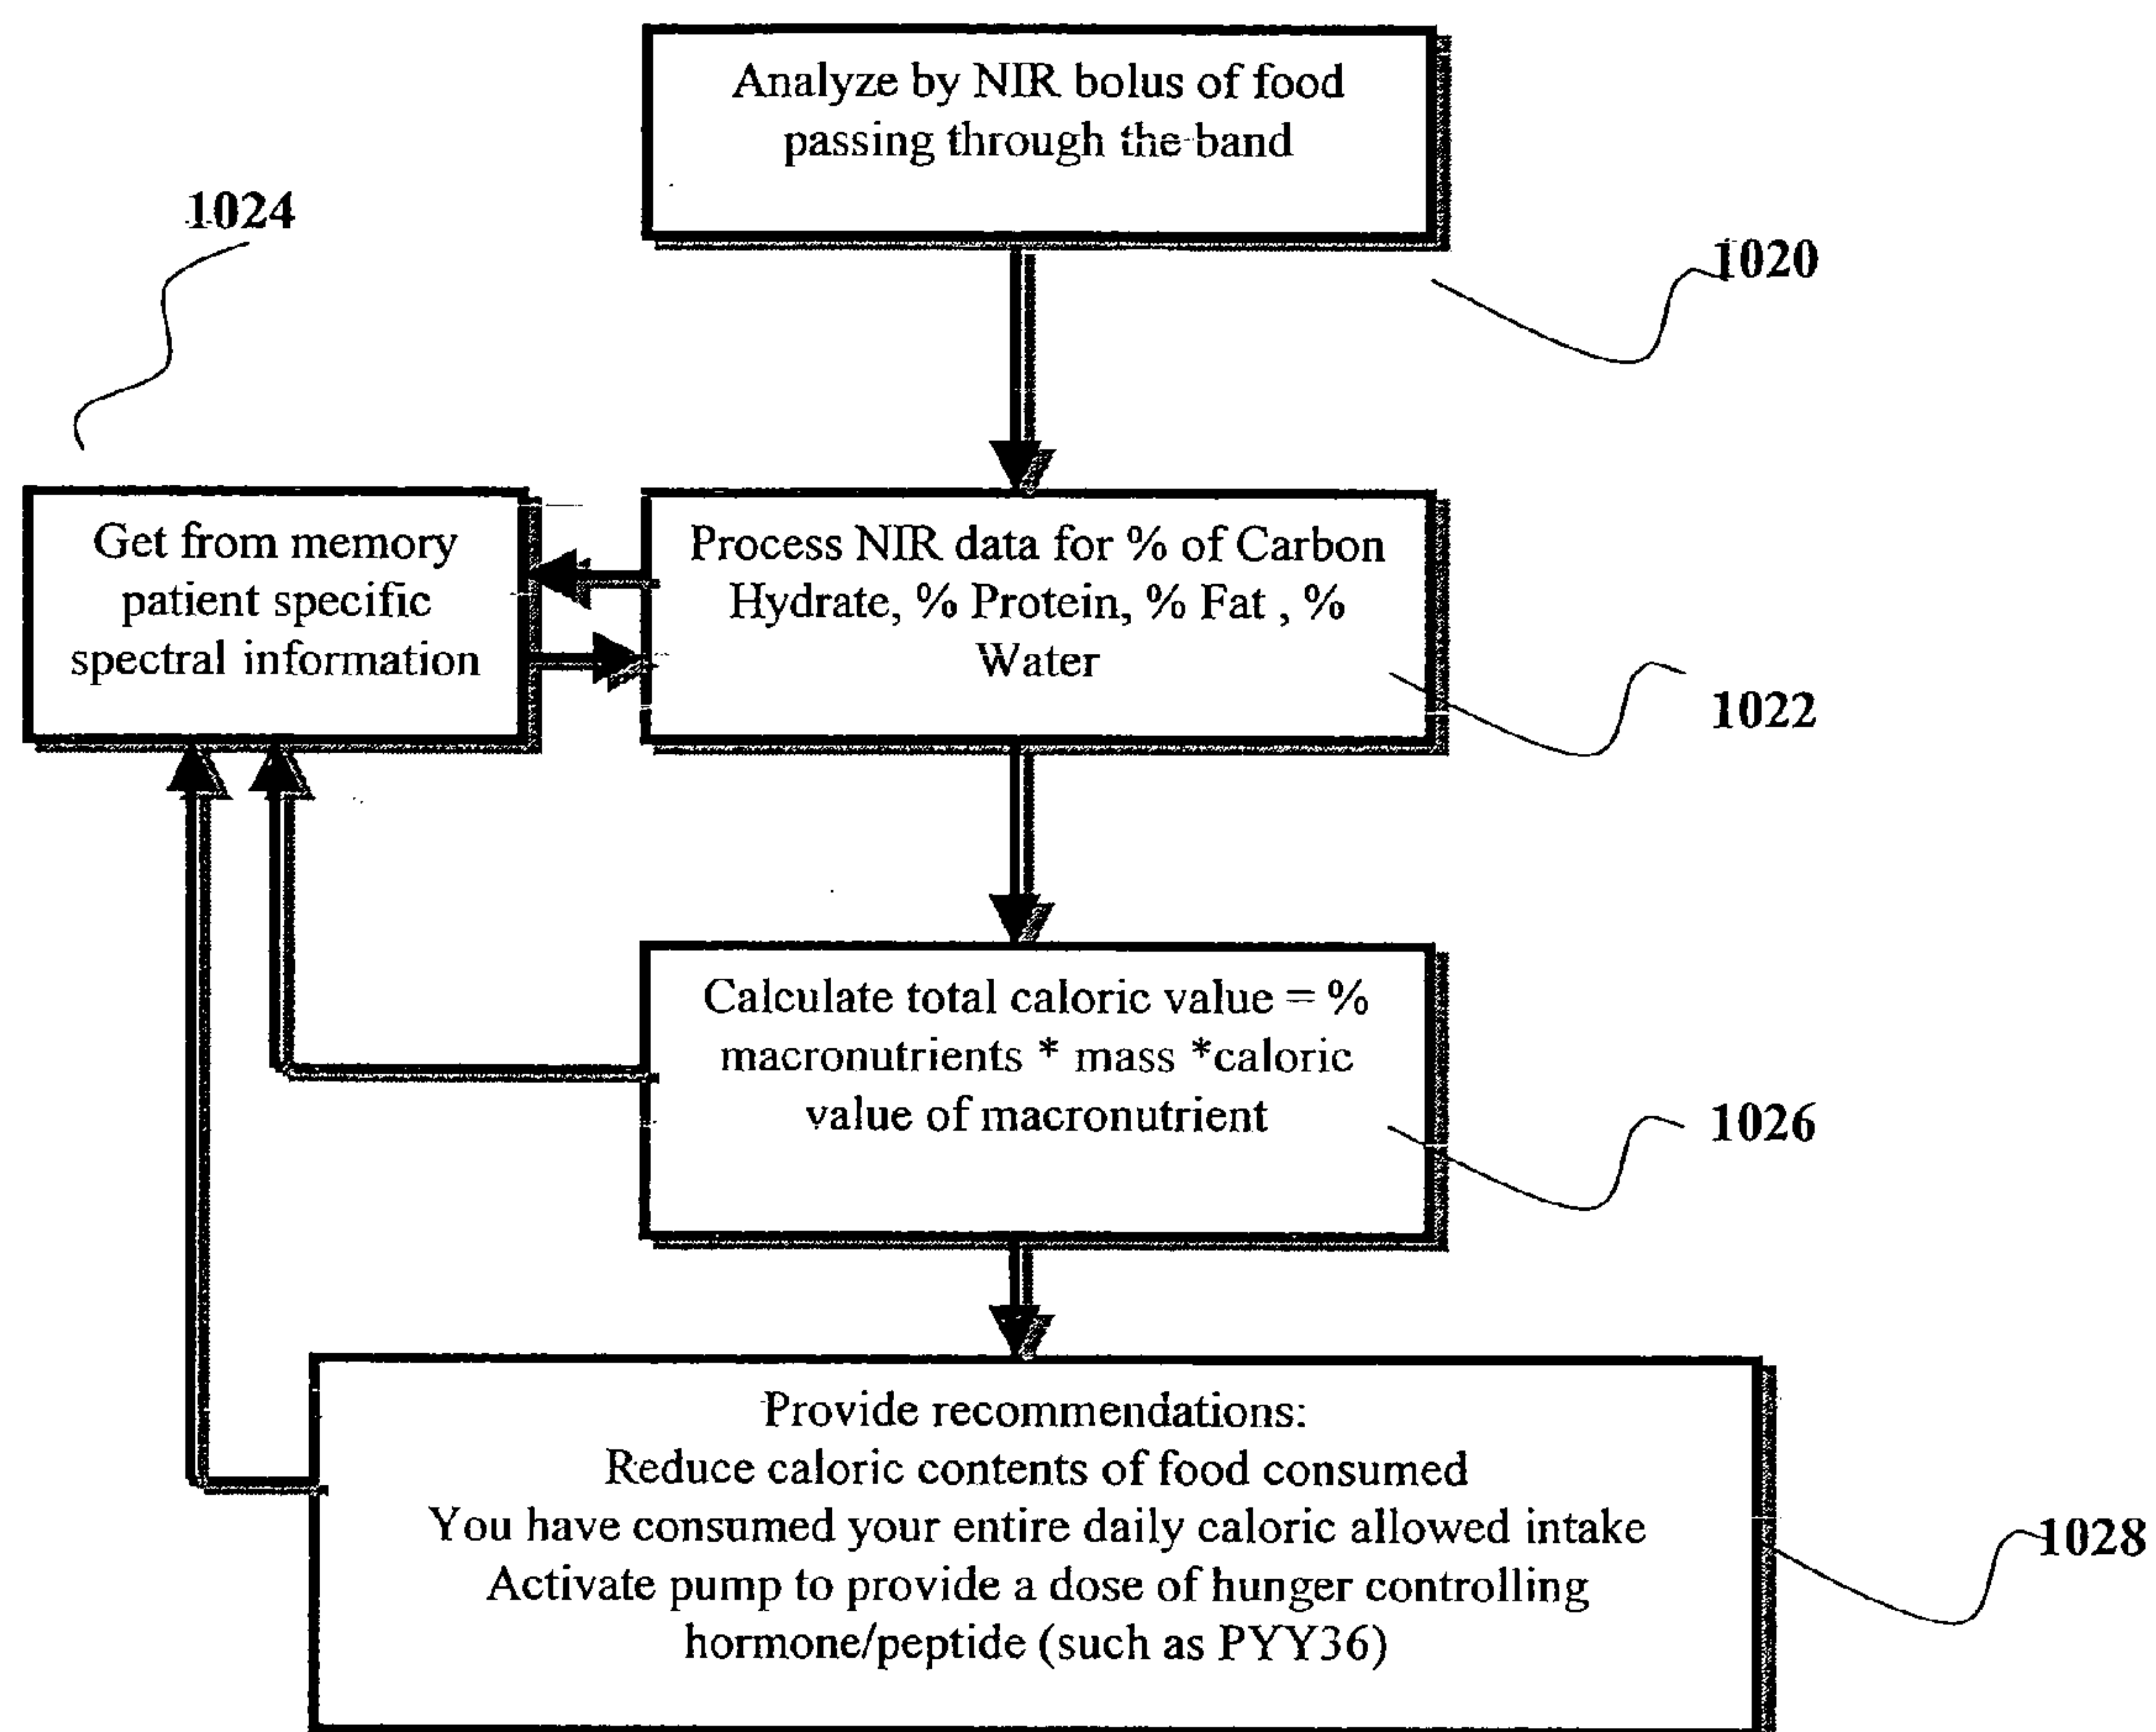 Analyze by NIR bolus of food
passing through the band
1024
1020
Get from memory
patient specific
spectral information
Process NIR data for % of Carbon
Hydrate, % Protein, % Fat , %
Water
1022
Calculate total caloric value = %
macronutrients * mass *caloric
value of macronutrient
1026
Provide recommendations:
Reduce caloric contents of food consumed
You have consumed your entire daily caloric allowed intake
Activate pump to provide a dose of hunger controlling
hormone/peptide (such as PYY36)
1028